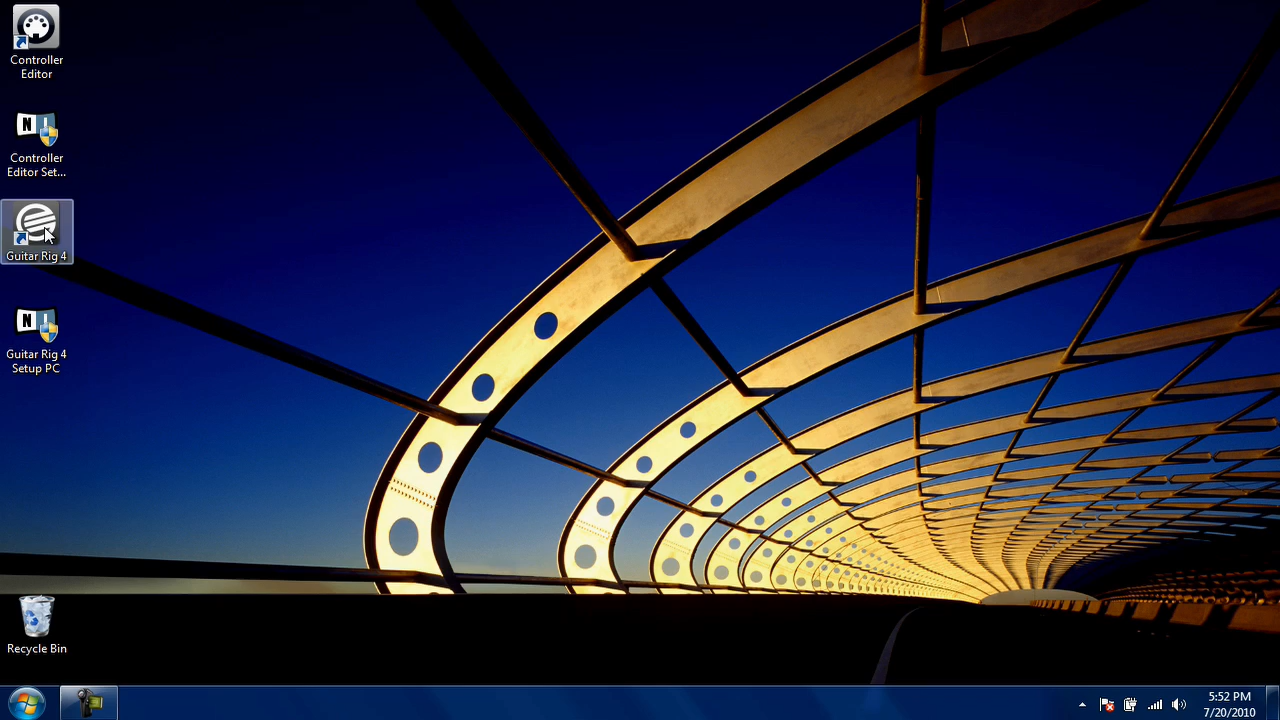 Controller
Editor
N I
Controller
Editor Set...
Guitar Rig 4
N I
Guitar Rig 4
Setup PC
Recycle Bin
5:52 PM
7/20/2010